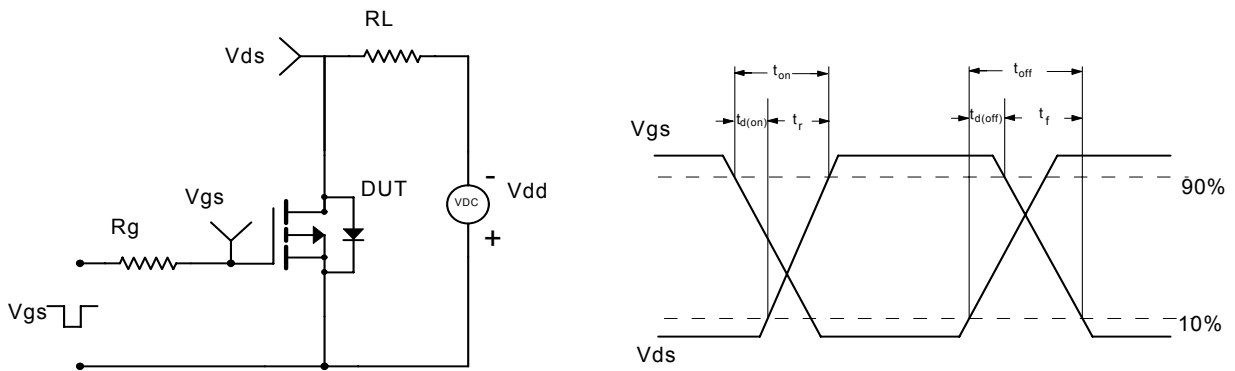 RL
Vds
DUT
Vgs
Rg
VDC
-
+
Vdd
Vgs
ton
toff
td(on)
tr
td(off)
tf
Vgs
90%
10%
Vds